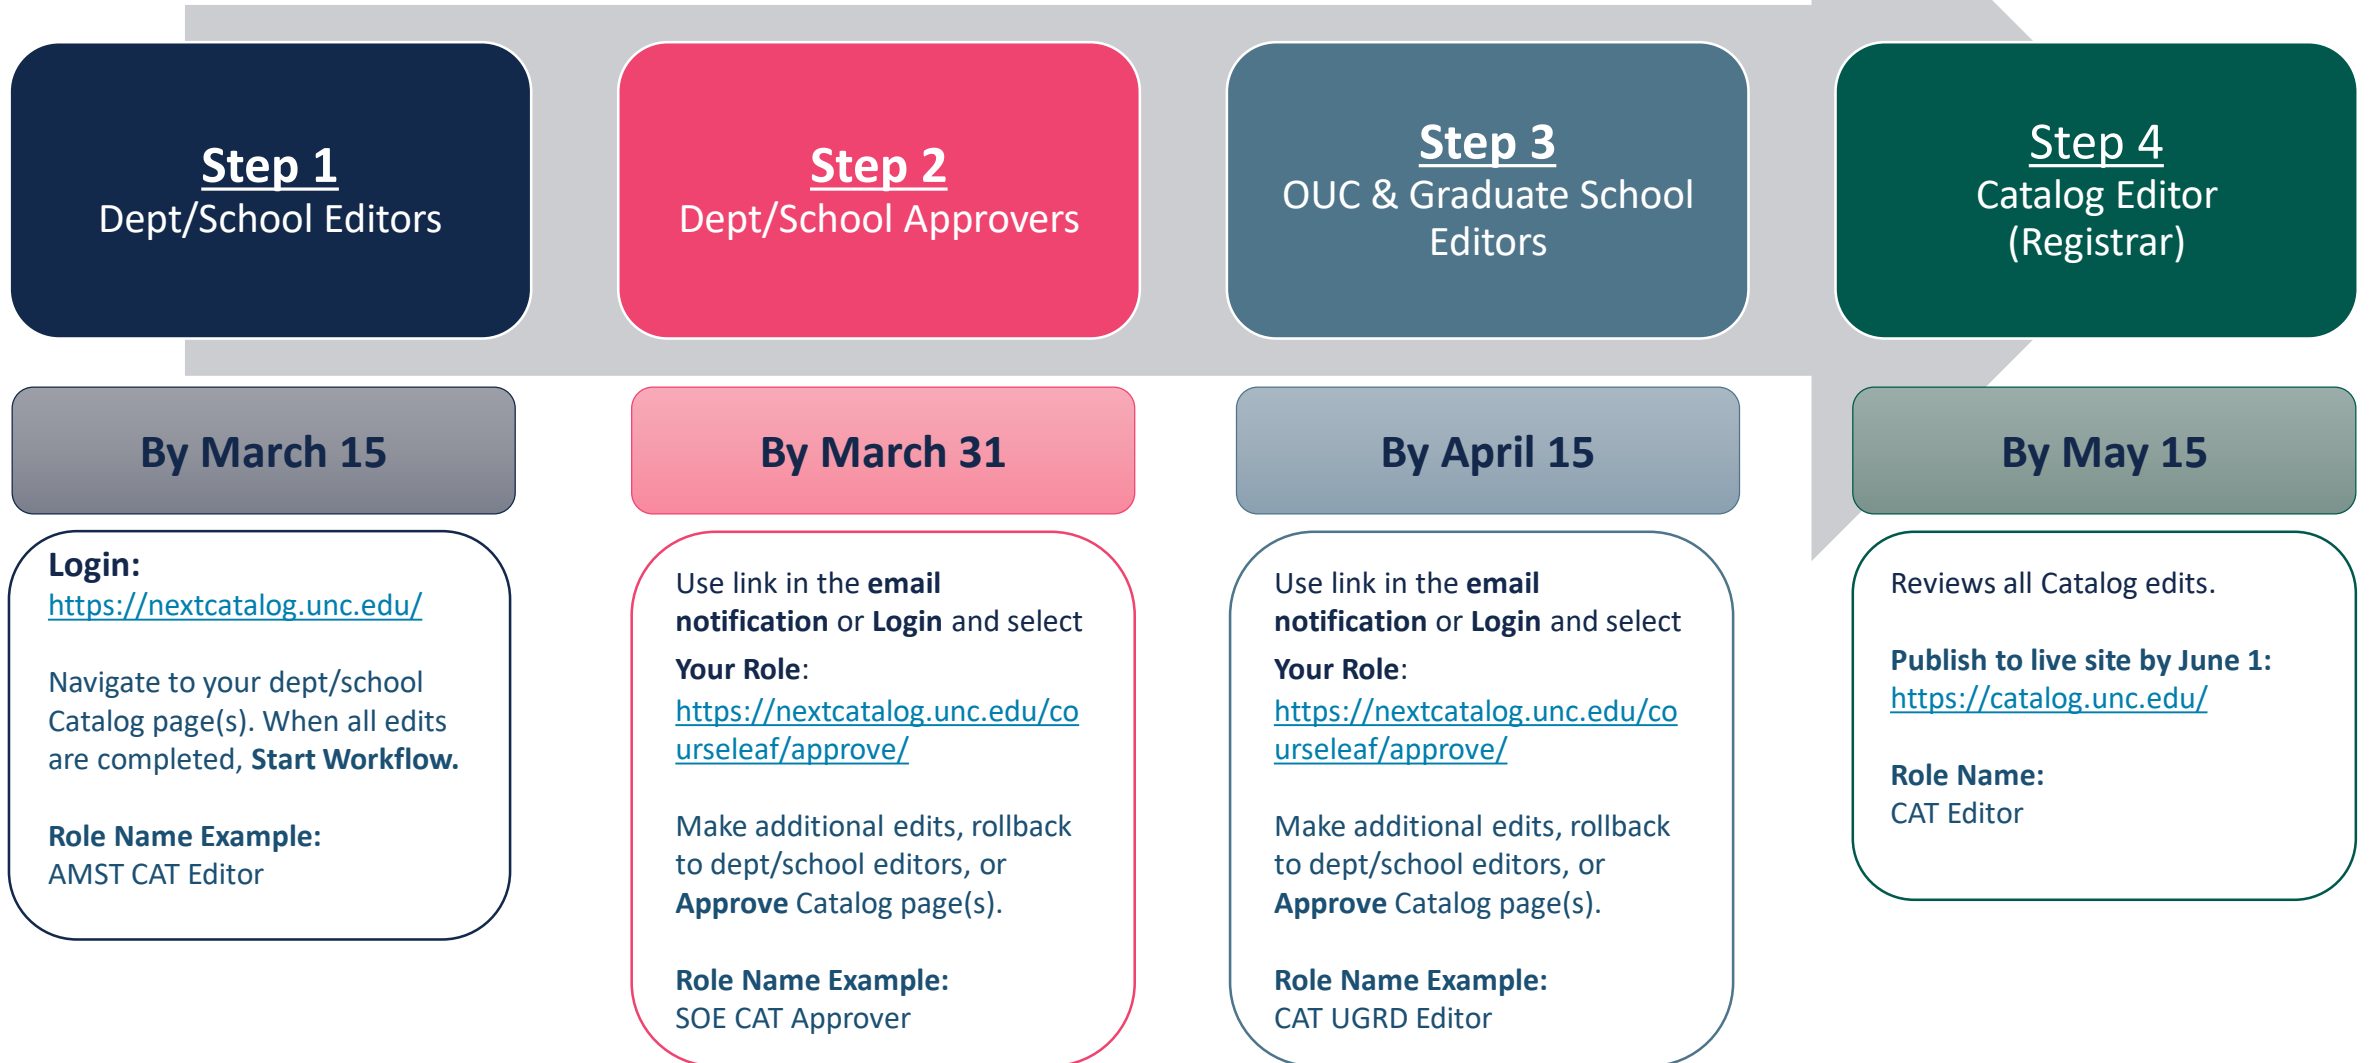 Step 1
Dept/School Editors
Step 2
Dept/School Approvers
Step 3
OUC & Graduate School
Editors
Step 4
Catalog Editor
(Registrar)
By March 15
By March 31
By April 15
By May 15
Login:
https://nextcatalog.unc.edu/
Navigate to your dept/school
Catalog page(s). When all edits
are completed, Start Workflow.
Role Name Example:
AMST CAT Editor
Use link in the email
notification or Login and select
Your Role:
https://nextcatalog.unc.edu/co
urseleaf/approve/
Make additional edits, rollback
to dept/school editors, or
Approve Catalog page(s).
Role Name Example:
SOE CAT Approver
Use link in the email
notification or Login and select
Your Role:
https://nextcatalog.unc.edu/co
urseleaf/approve/
Make additional edits, rollback
to dept/school editors, or
Approve Catalog page(s).
Role Name Example:
CAT UGRD Editor
Reviews all Catalog edits.
Publish to live site by June 1:
https://catalog.unc.edu/
Role Name:
CAT Editor